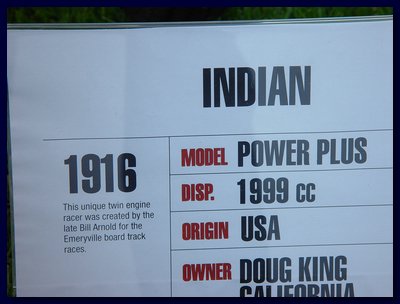 INDIAN
1916
This unique twin engine
racer was created by the
late Bill Arnold for the
Emeryville board track
races.
MODEL POWER PLUS
DISP. 1999 CC
ORIGIN USA
OWNER DOUG KING
CALIFORNIA